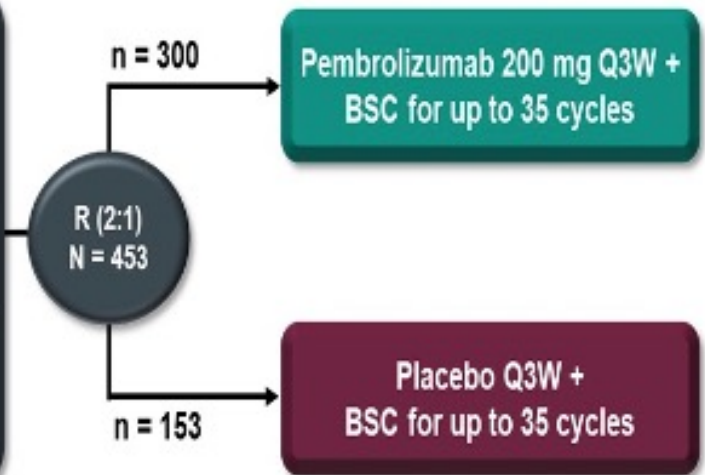 n = 300
Pembrolizumab 200 mg Q3W +
BSC for up to 35 cycles
R (2:1)
N = 453
Placebo Q3W +
BSC for up to 35 cycles
n = 153